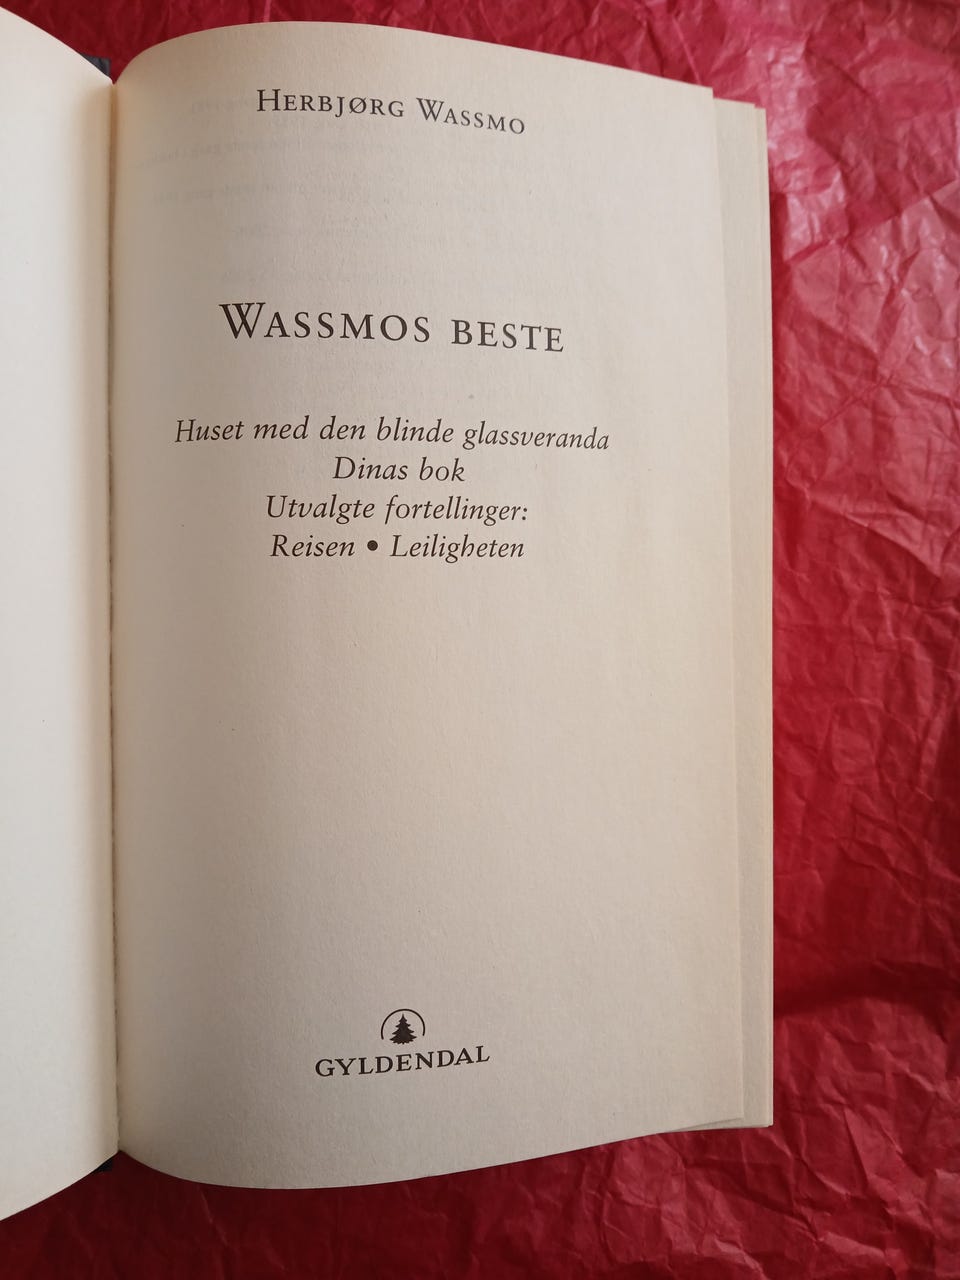 Herbjørg Wassmo
Wassmos beste
Huset med den blinde glassveranda
Dinas bok
Utvalgte fortellinger:
Reisen • Leiligheten
GYLDENDAL